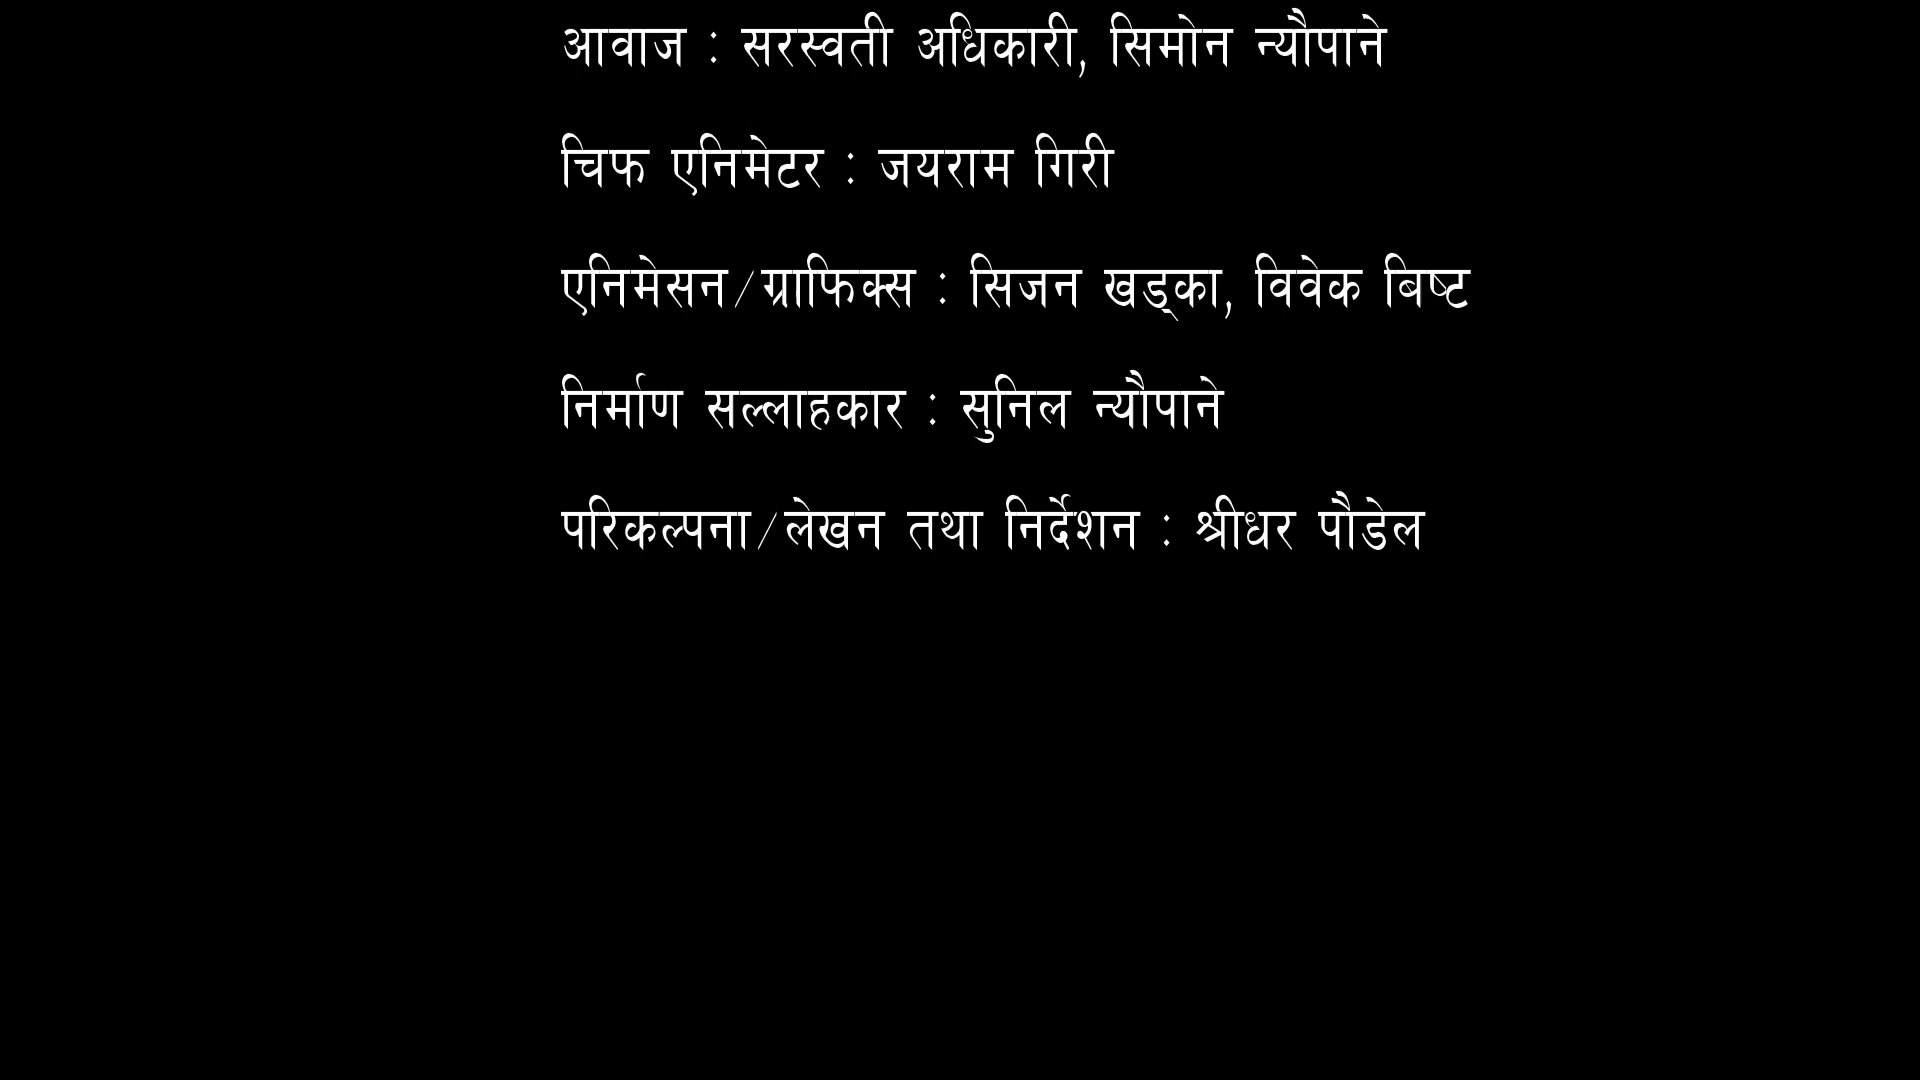 आवाज : सरस्वती अधिकारी, सिमोन न्यौपाने
चिफ एनिमेटर : जयराम गिरी
एनिमेसन/ग्राफिक्स : सिजन खड्का, विवेक बिष्ट
निर्माण सल्लाहकार : सुनिल न्यौपाने
परिकल्पना/लेखन तथा निर्देशन : श्रीधर पौडेल